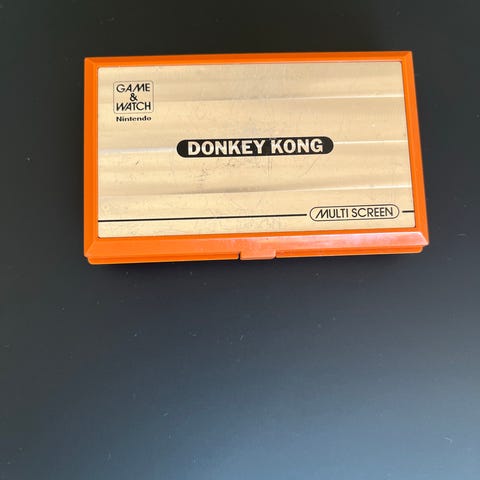 GAME
&
WATCH
Nintendo
DONKEY KONG
MULTI SCREEN